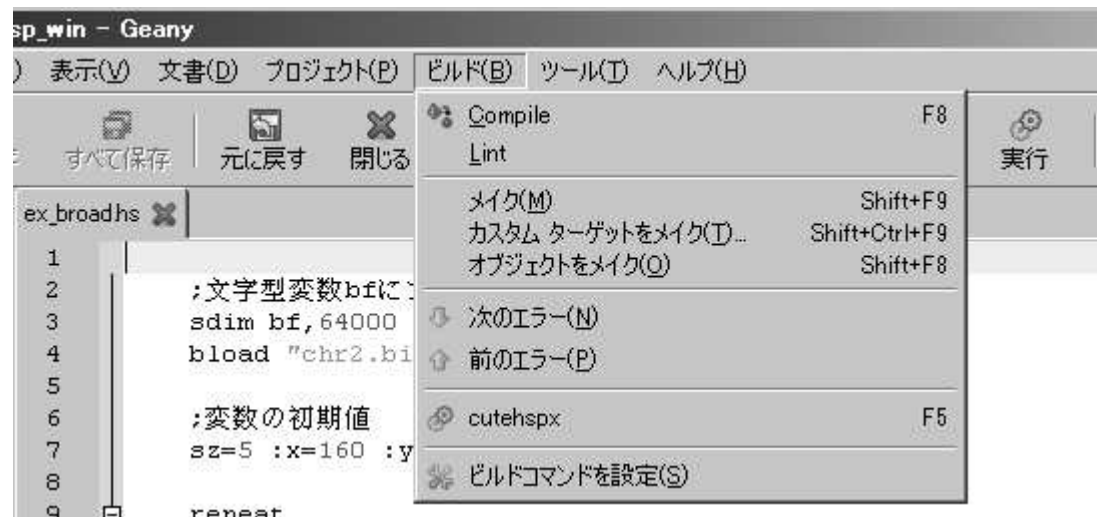 sp_win - Geany
) 表示(V) 文書(D) プロジェクト(P) ビルド(B) ツール(T) ヘルプ(H)
すべて保存 元に戻す 閉じる 実行
Compile F8
Lint
メイク(M) Shift+F9
カスタム ターゲットをメイク(T)... Shift+Ctrl+F9
オブジェクトをメイク(O) Shift+F8
次のエラー(N)
前のエラー(P)
cutehspx F5
ビルドコマンドを設定(S)
ex_broad.hs
1
2 ;文字型変数bfに
3 sdim bf,64000
4 bload "chr2.bi
5
6 ;変数の初期値
7 sz=5 :x=160 :y
8
9 repeat